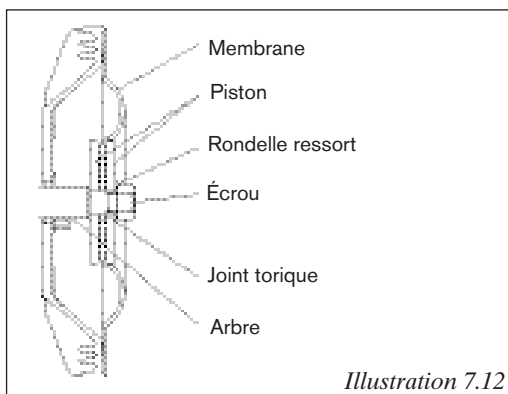 Membrane
Piston
Rondelle ressort
Écrou
Joint torique
Arbre
Illustration 7.12